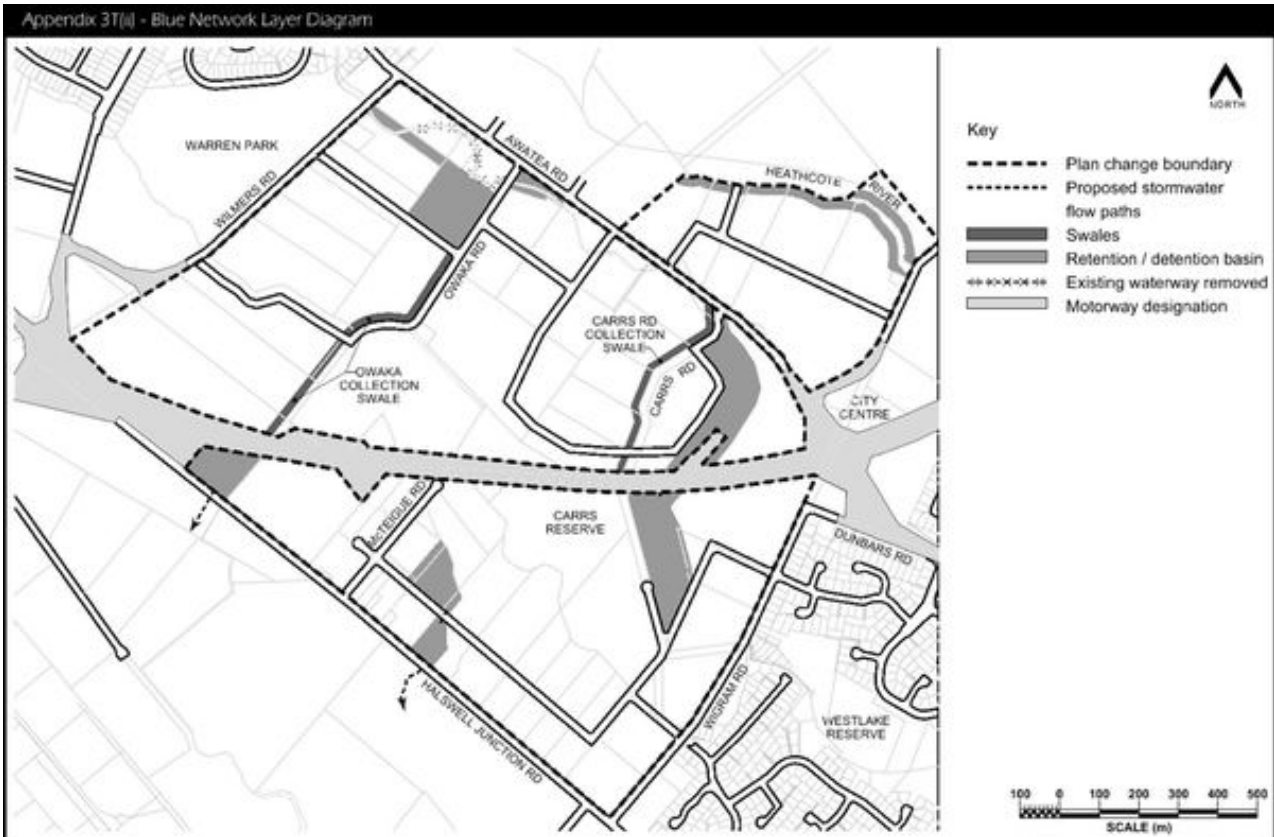 Appendix 3T(ii) - Blue Network Layer Diagram
NORTH
Key
Plan change boundary
Proposed stormwater
flow paths
Swales
Retention / detention basin
Existing waterway removed
Motorway designation
WARREN PARK
WILMERS RD
AWATEA RD
HEATHCOTE
RIVER
OWAKA RD
CARRS RD
COLLECTION
SWALE
CARRS RD
OWAKA
COLLECTION
SWALE
CITY
CENTRE
McTEIGUE RD
CARRS
RESERVE
DUNBARS RD
HALSWELL JUNCTION RD
WIGRAM RD
WESTLAKE
RESERVE
100 0 100 200 300 400 500
SCALE (m)